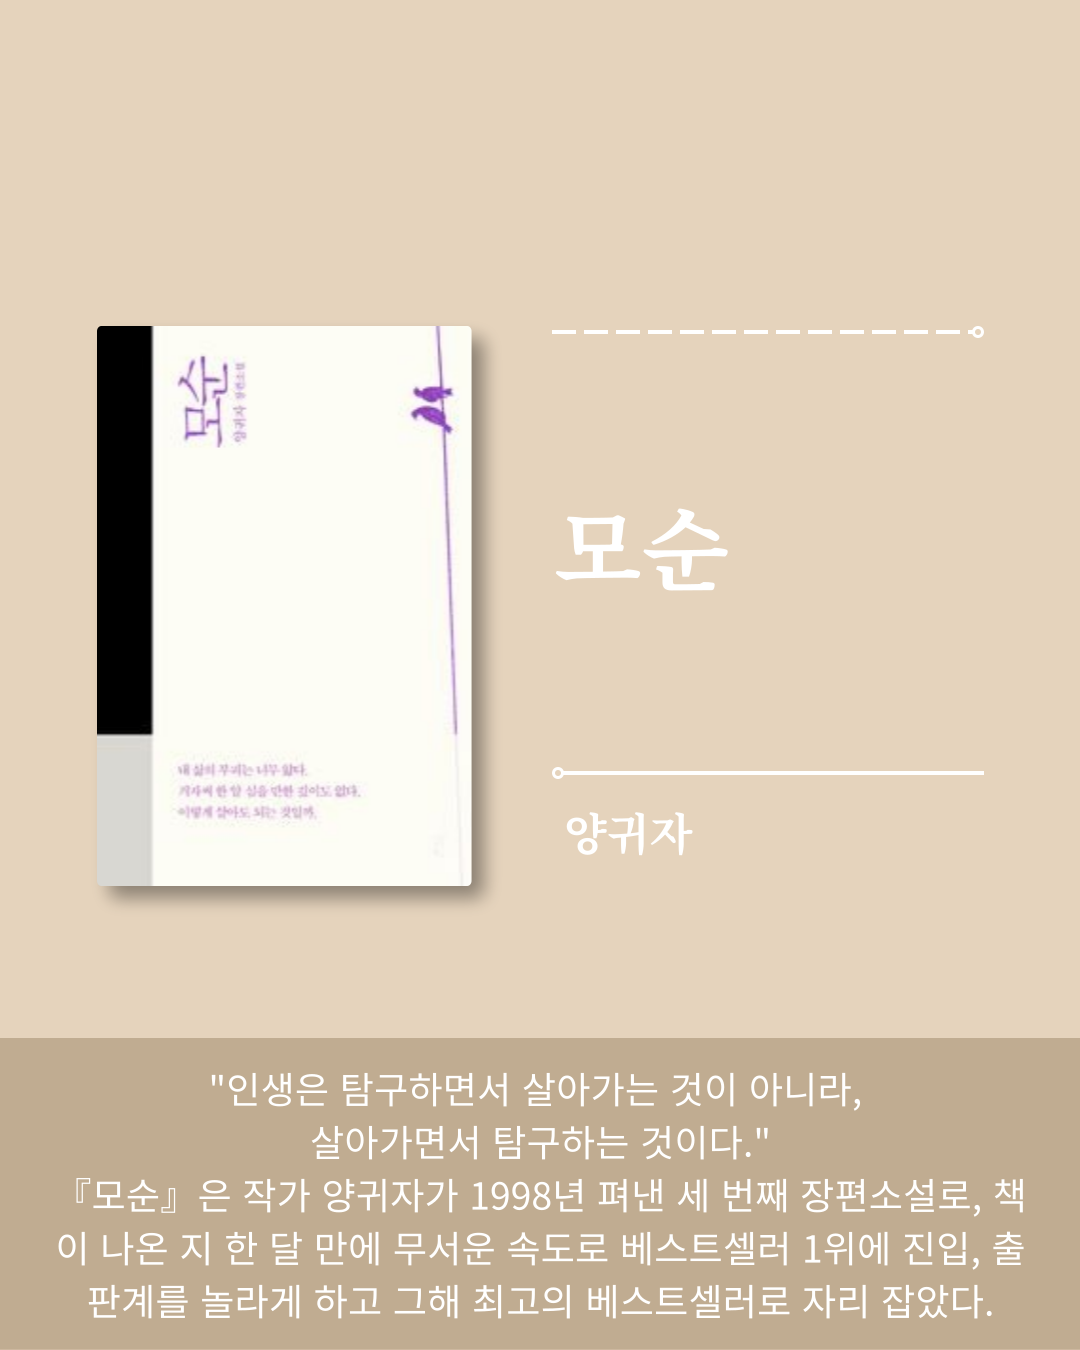 모순
양귀자 장편소설
내 삶의 부피는 너무 얇다.
겨자씨 한 알 심을 만한 깊이도 없다.
이렇게 살아도 되는 것일까.
모순
양귀자
"인생은 탐구하면서 살아가는 것이 아니라,
살아가면서 탐구하는 것이다."
『모순』은 작가 양귀자가 1998년 펴낸 세 번째 장편소설로, 책
이 나온 지 한 달 만에 무서운 속도로 베스트셀러 1위에 진입, 출
판계를 놀라게 하고 그해 최고의 베스트셀러로 자리 잡았다.